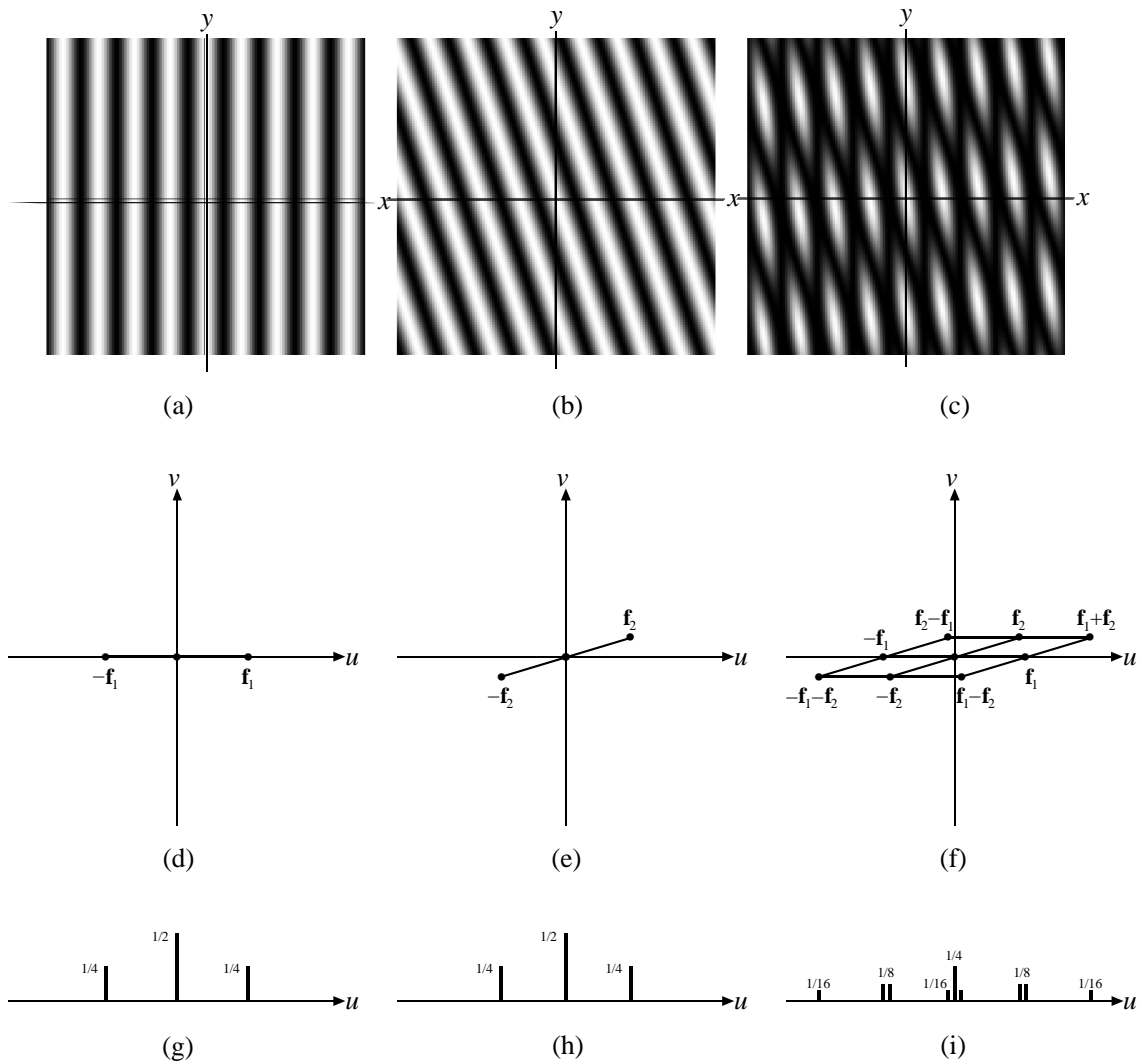 y y y
x x x
(a) (b) (c)
v v v
f₂ f₂−f₁ f₂ f₁+f₂
−f₁
u u u
−f₁ f₁ −f₂ −f₁−f₂ −f₂ f₁−f₂ f₁
(d) (e) (f)
1/2 1/2 1/4
1/4 1/4 1/4 1/4 1/16 1/8 1/16 1/8 1/16
u u u
(g) (h) (i)